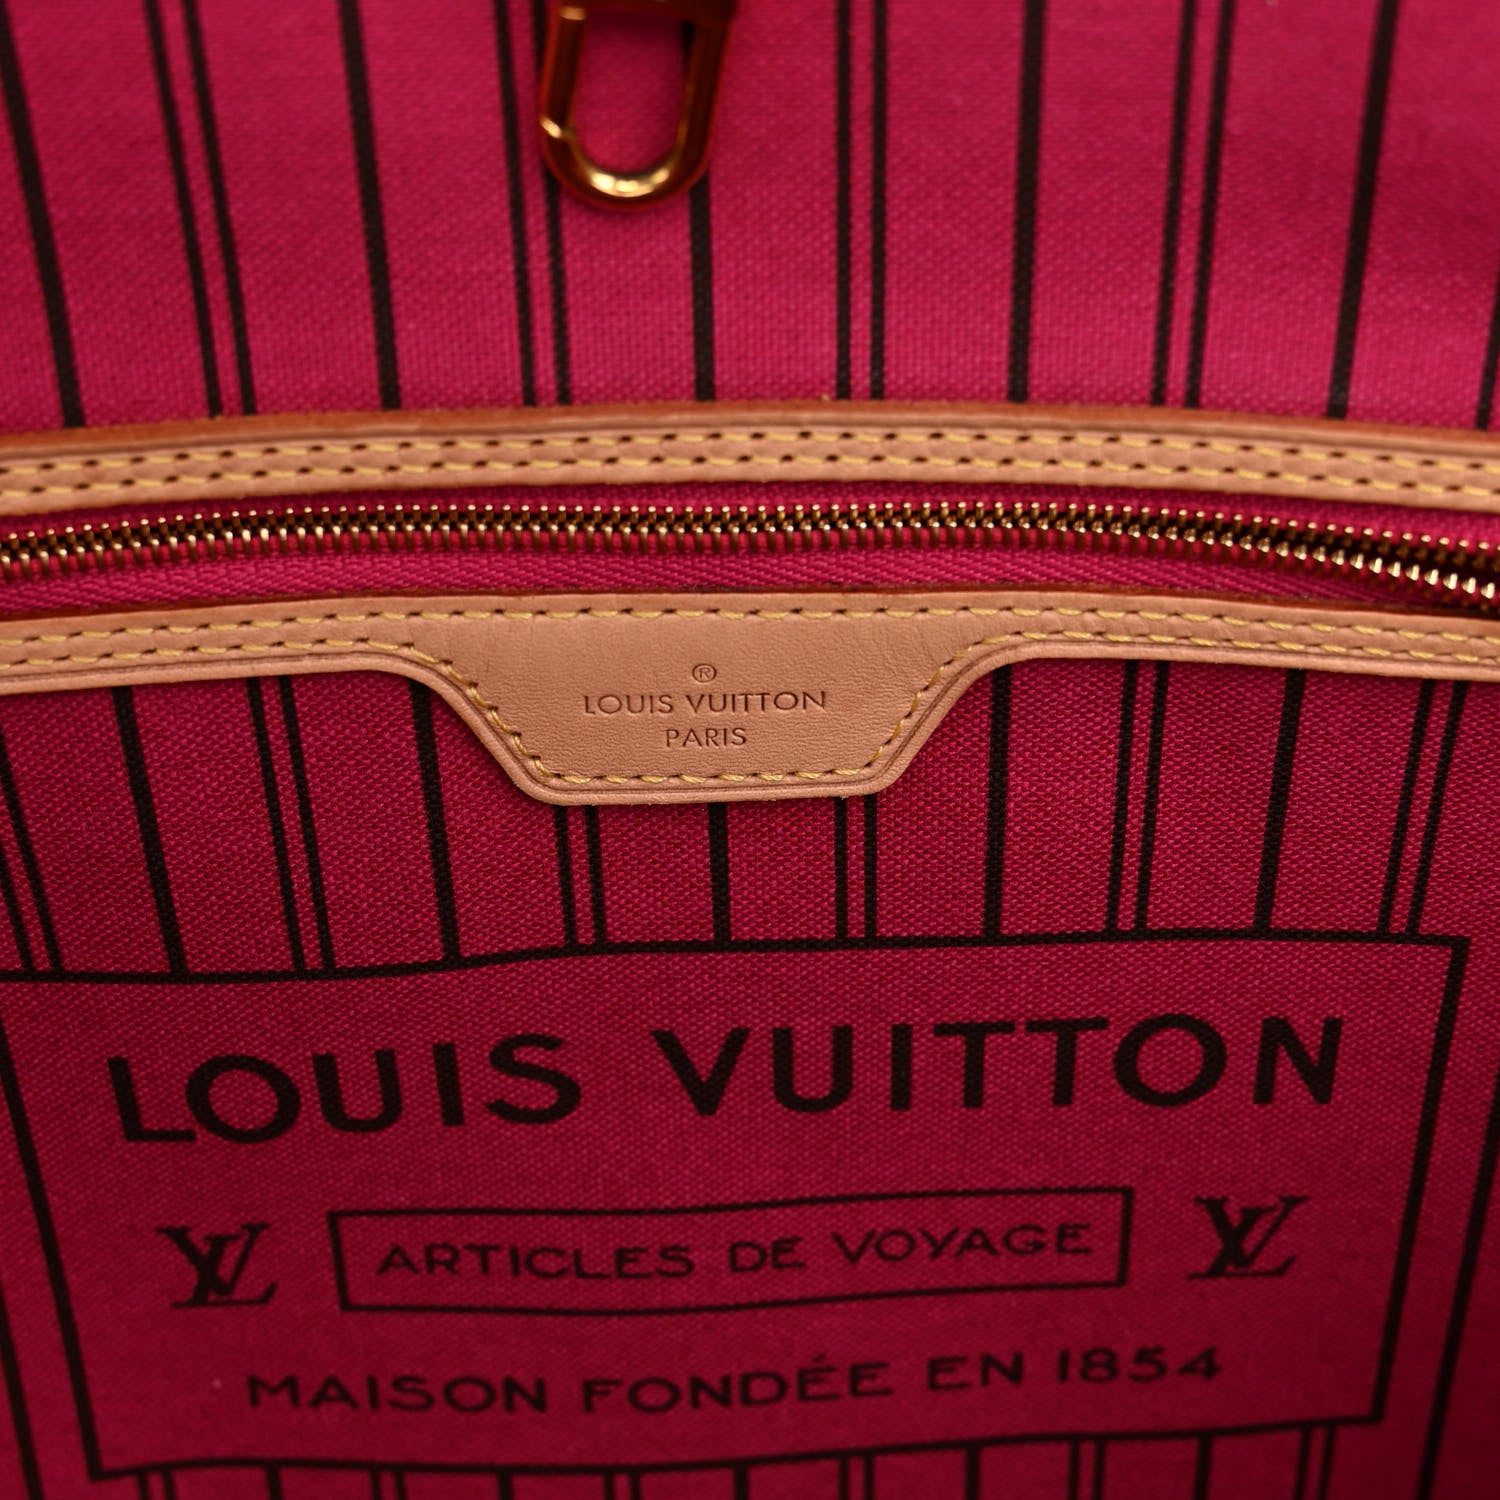 ®
LOUIS VUITTON
PARIS
LOUIS VUITTON
LV ARTICLES DE VOYAGE LV
MAISON FONDÉE EN 1854